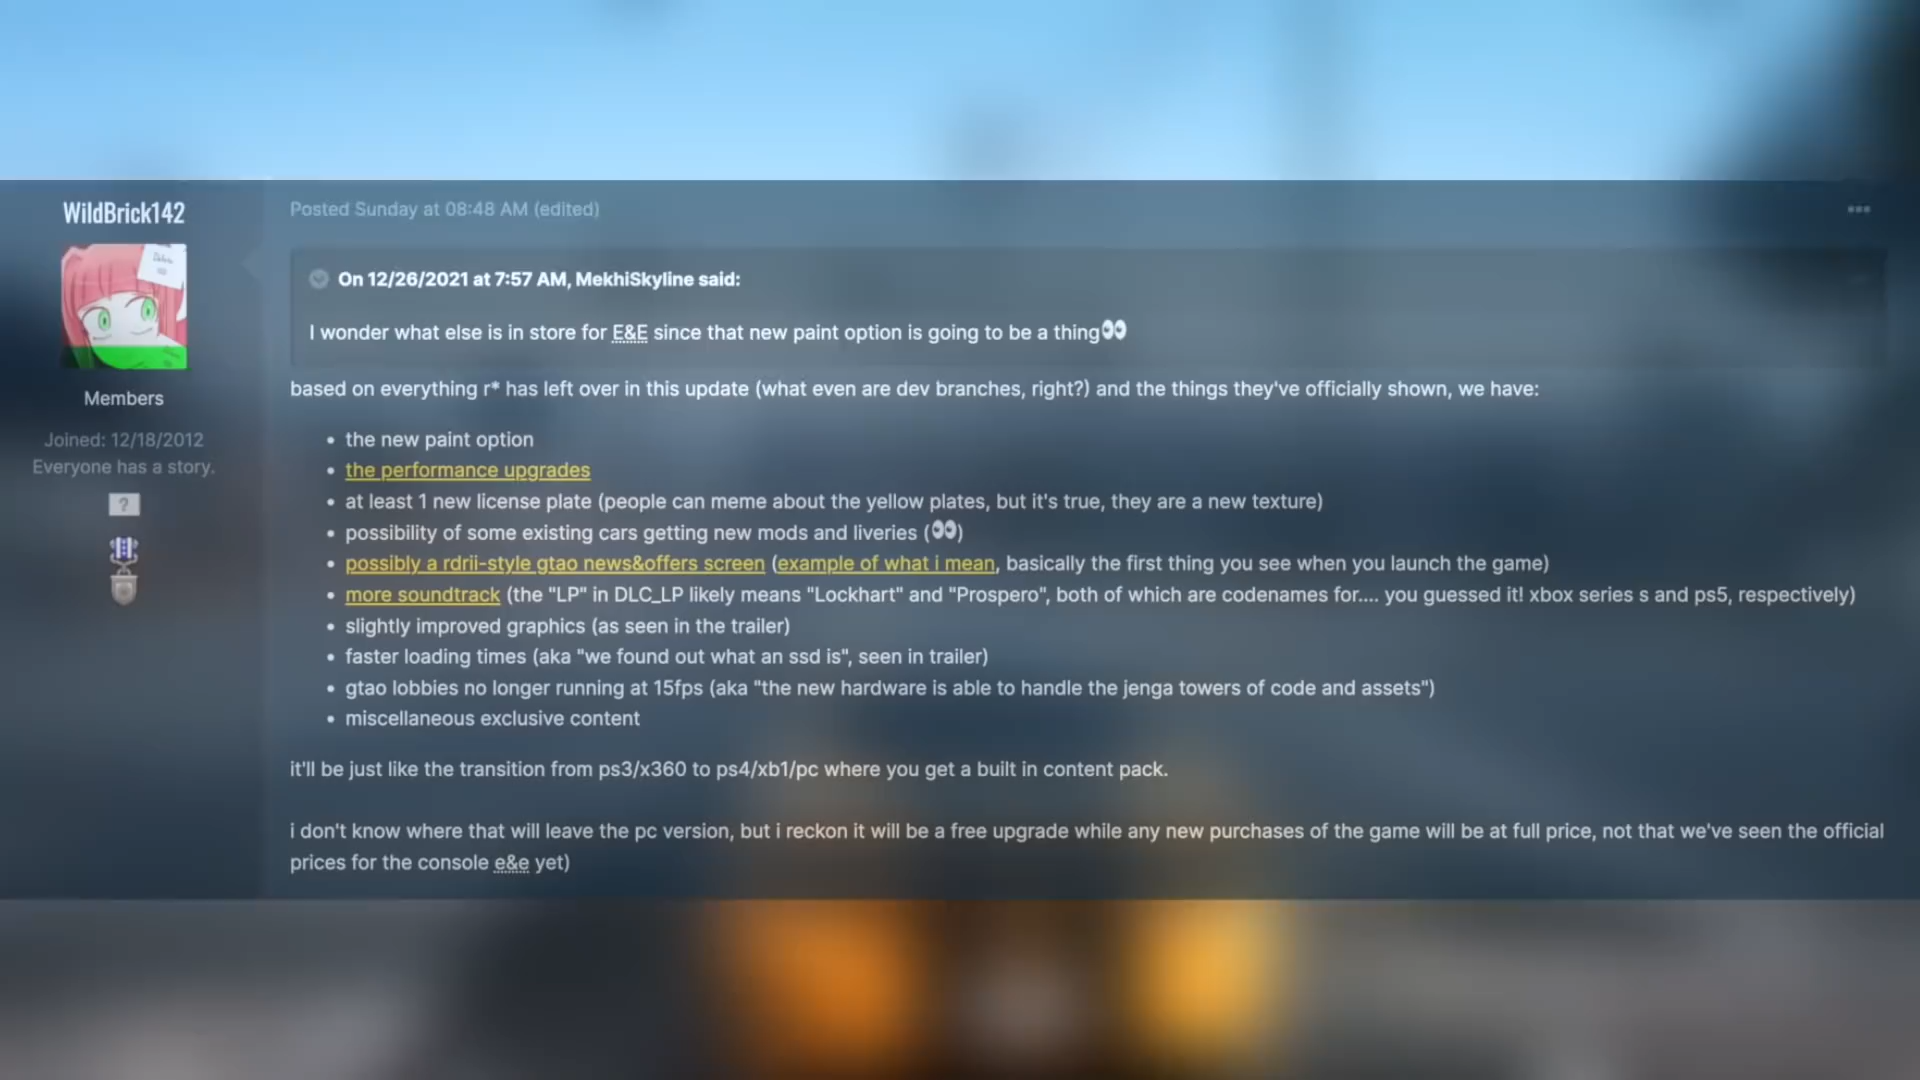 WildBrick142
Posted Sunday at 08:48 AM (edited)
On 12/26/2021 at 7:57 AM, MekhiSkyline said:
I wonder what else is in store for E&E since that new paint option is going to be a thing👀
Members
Joined: 12/18/2012
Everyone has a story.
?
based on everything r* has left over in this update (what even are dev branches, right?) and the things they've officially shown, we have:
• the new paint option
• the performance upgrades
• at least 1 new license plate (people can meme about the yellow plates, but it's true, they are a new texture)
• possibility of some existing cars getting new mods and liveries (👀)
• possibly a rdrii-style gtao news&offers screen (example of what i mean, basically the first thing you see when you launch the game)
• more soundtrack (the "LP" in DLC_LP likely means "Lockhart" and "Prospero", both of which are codenames for.... you guessed it! xbox series s and ps5, respectively)
• slightly improved graphics (as seen in the trailer)
• faster loading times (aka "we found out what an ssd is", seen in trailer)
• gtao lobbies no longer running at 15fps (aka "the new hardware is able to handle the jenga towers of code and assets")
• miscellaneous exclusive content
it'll be just like the transition from ps3/x360 to ps4/xb1/pc where you get a built in content pack.
i don't know where that will leave the pc version, but i reckon it will be a free upgrade while any new purchases of the game will be at full price, not that we've seen the official
prices for the console e&e yet)